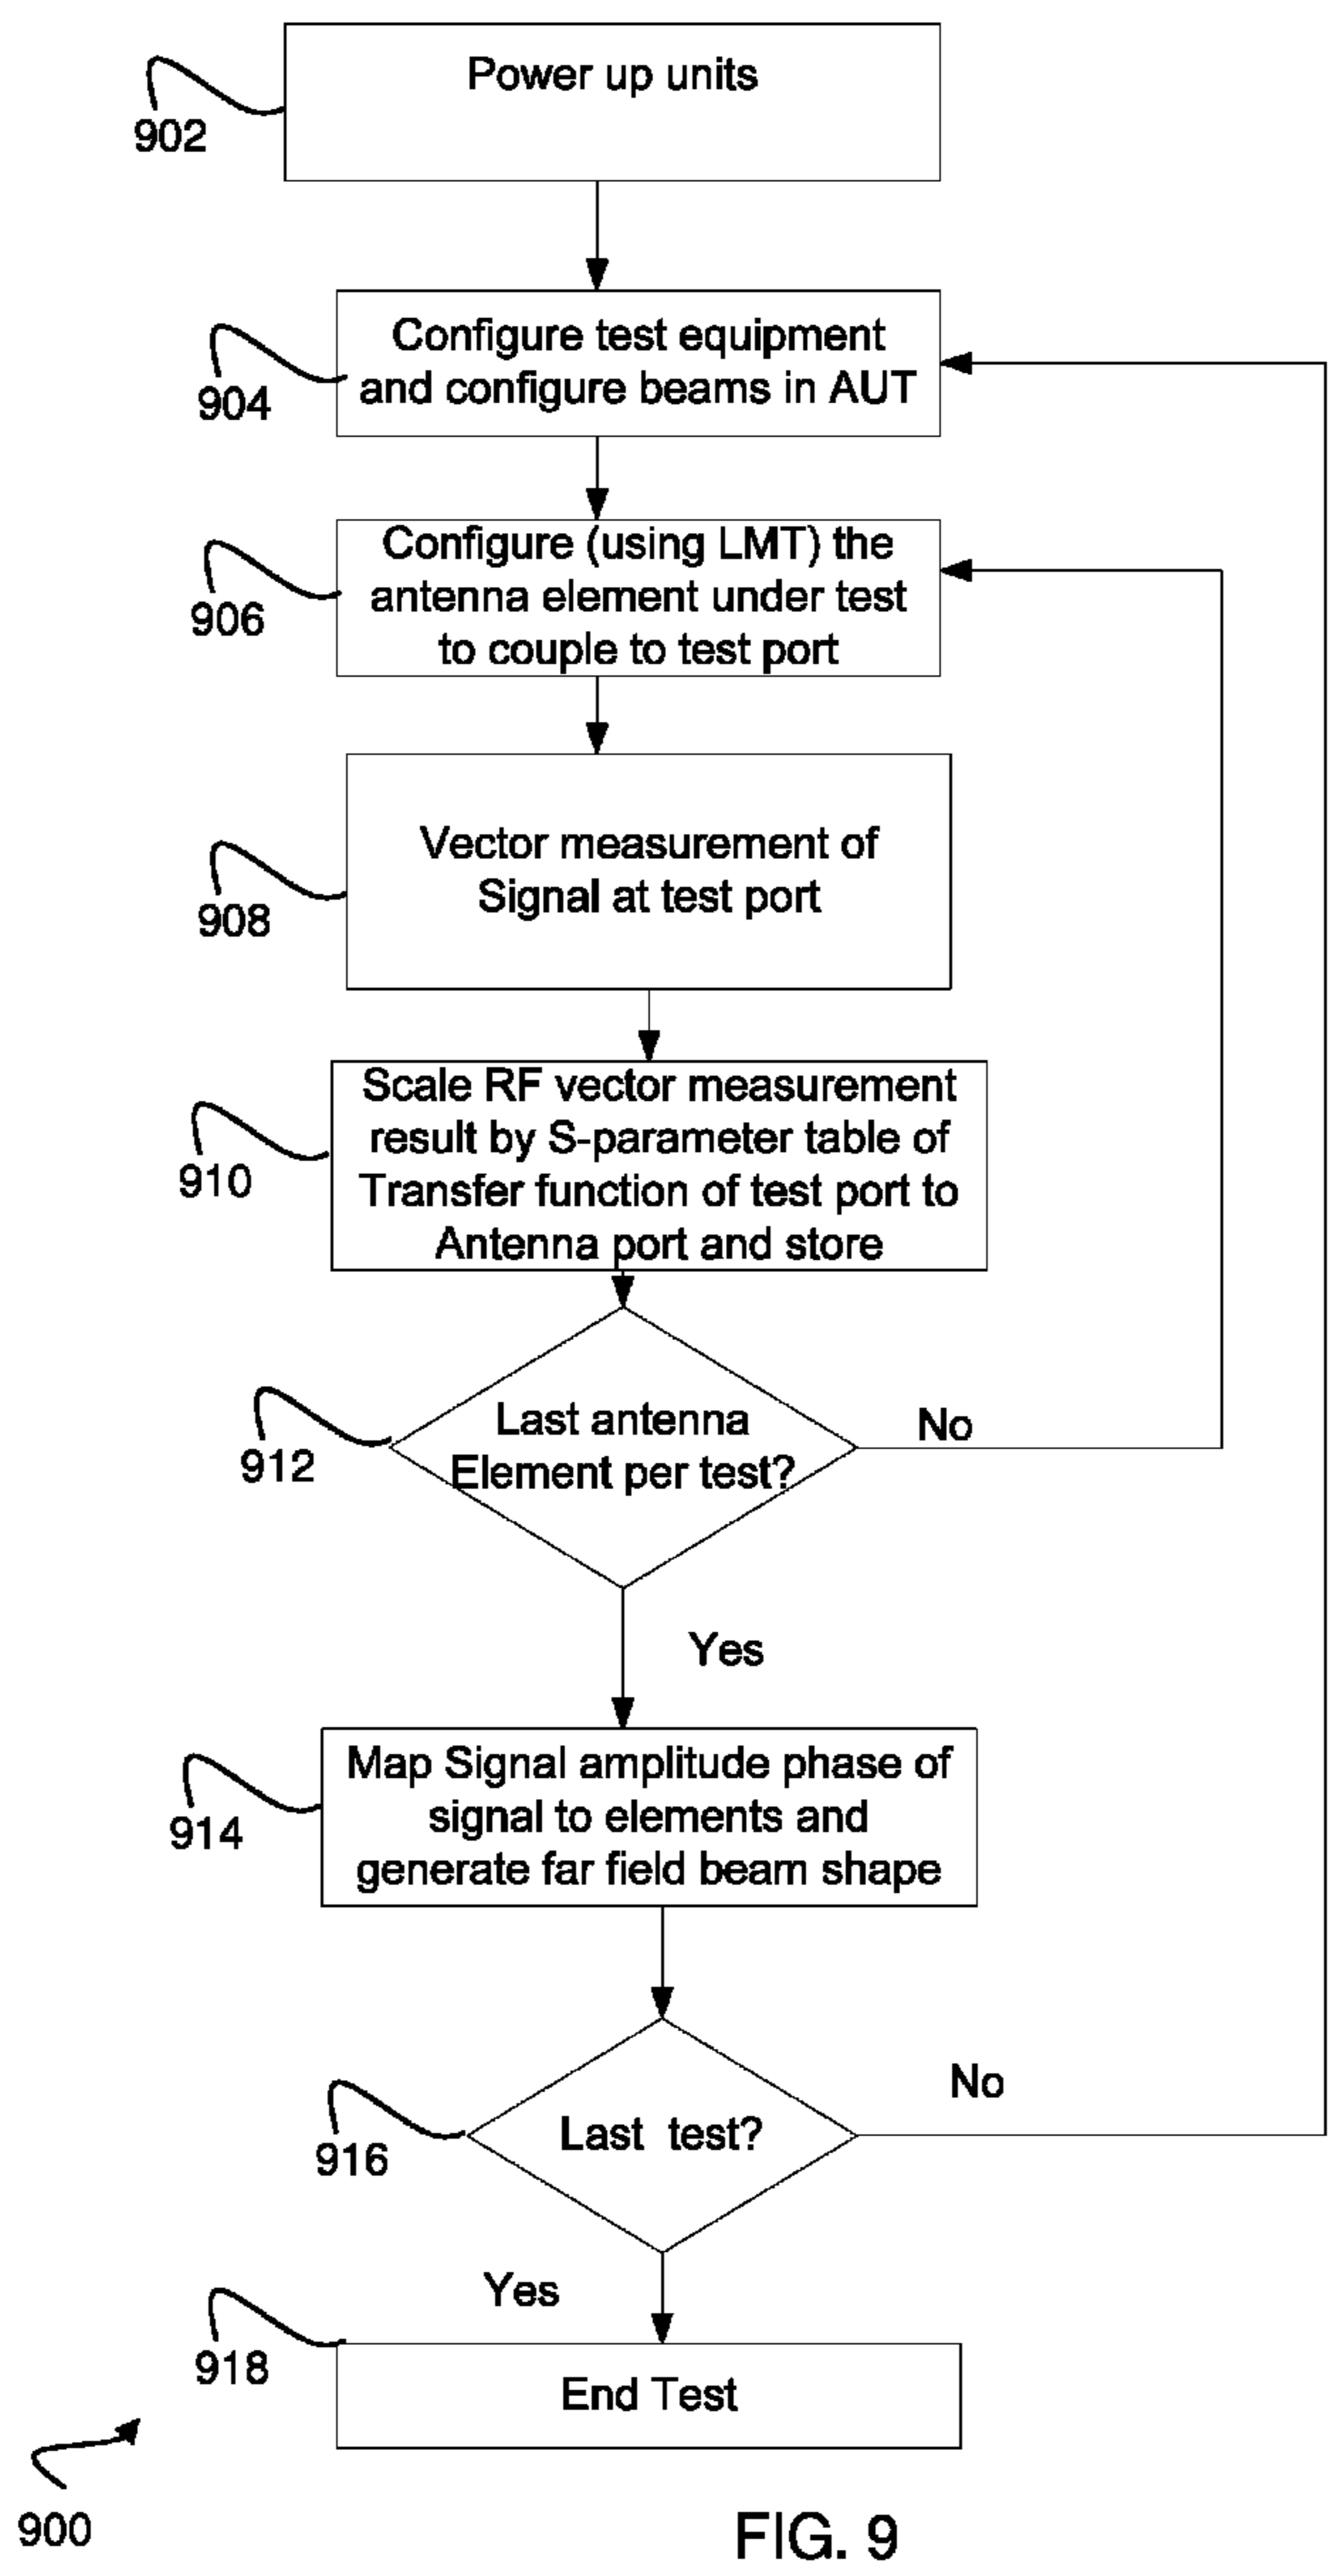 Power up units
902
Configure test equipment
and configure beams in AUT
904
Configure (using LMT) the
antenna element under test
to couple to test port
906
Vector measurement of
Signal at test port
908
Scale RF vector measurement
result by S-parameter table of
Transfer function of test port to
Antenna port and store
910
Last antenna
Element per test?
No
912
Yes
Map Signal amplitude phase of
signal to elements and
generate far field beam shape
914
No
Last test?
916
Yes
918
End Test
900
FIG. 9